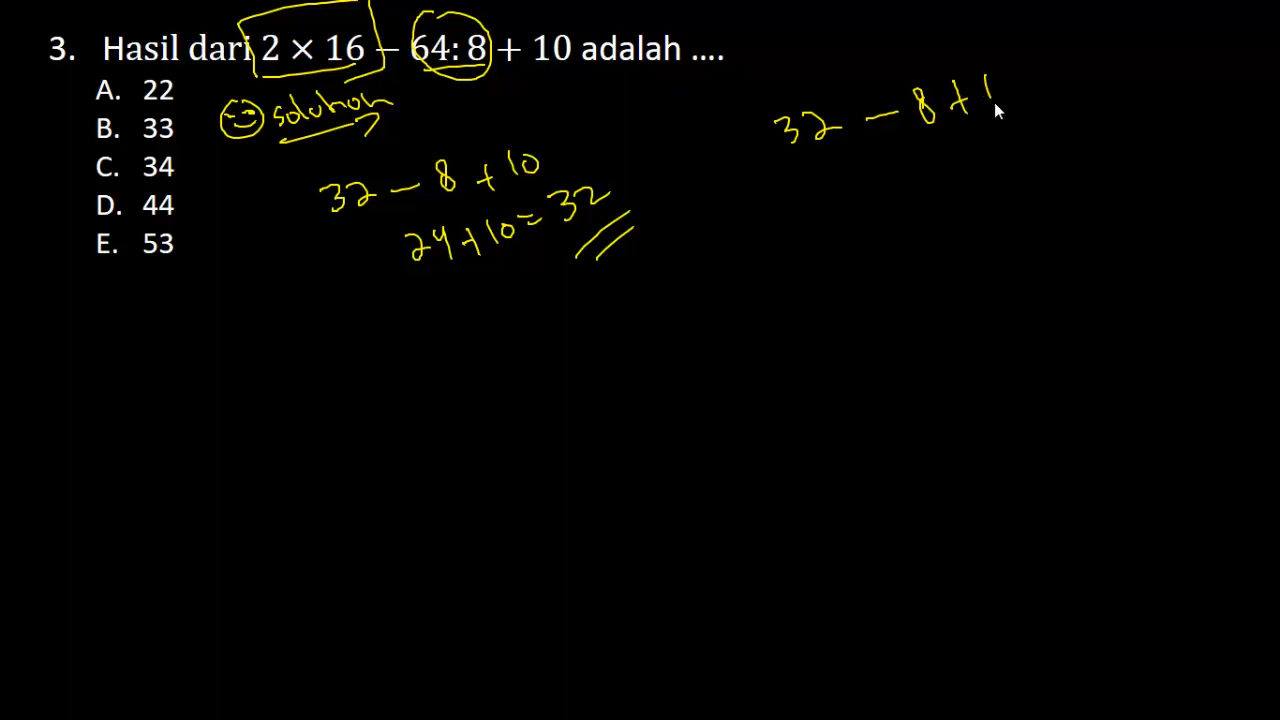 3. Hasil dari 2 × 16 − 64: 8 + 10 adalah ....
A. 22
B. 33
C. 34
D. 44
E. 53
solution
32 − 8 + 10
24 + 10 = 32
32 − 8 + 1